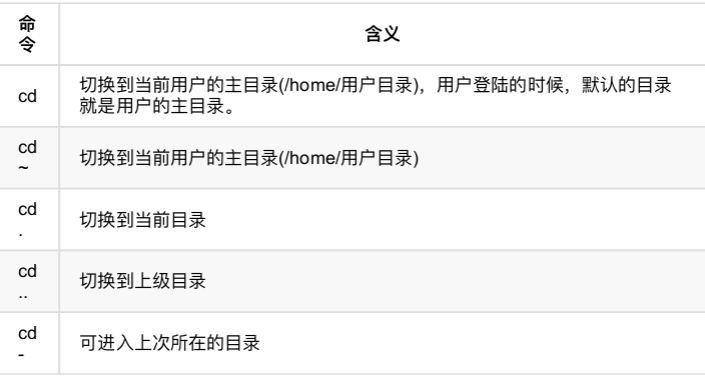 命
令
含义
cd
切换到当前用户的主目录(/home/用户目录)，用户登陆的时候，默认的目录
就是用户的主目录。
cd
~
切换到当前用户的主目录(/home/用户目录)
cd
.
切换到当前目录
cd
..
切换到上级目录
cd
-
可进入上次所在的目录